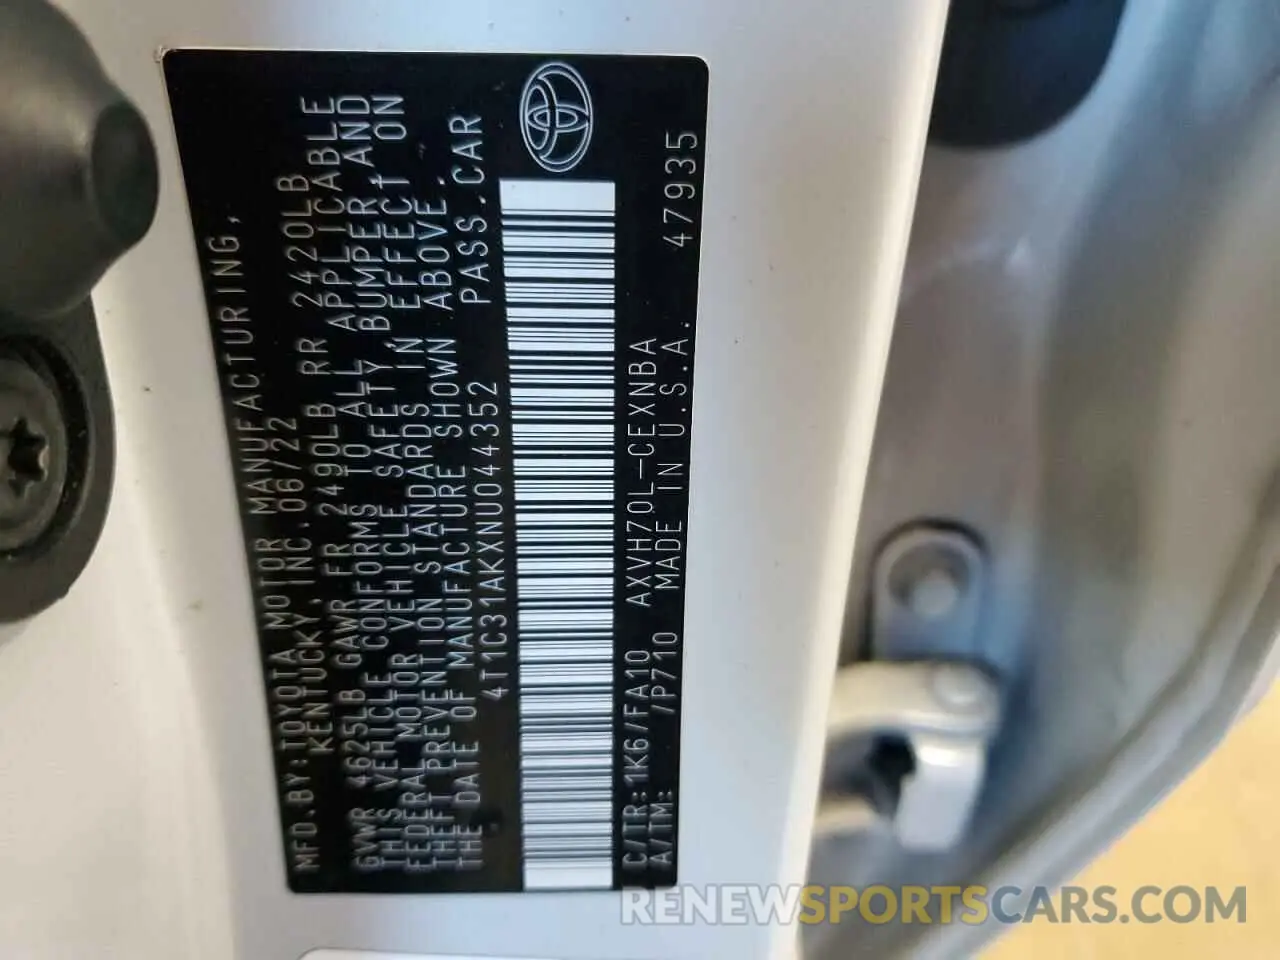 MFD.BY:TOYOTA MOTOR MANUFACTURING,
KENTUCKY,INC.06/22
GVWR 4625LB GAWR FR 2490LB RR 2420LB
THIS VEHICLE CONFORMS TO ALL APPLICABLE
FEDERAL MOTOR VEHICLE SAFETY,BUMPER,AND
THEFT PREVENTION STANDARDS IN EFFECT ON
THE DATE OF MANUFACTURE SHOWN ABOVE.
4T1C31AKXNU044352 PASS.CAR
C/TR:1K6/FA10 AXVH70L-CEXNBA 47935
A/TM: /P710 MADE IN U.S.A.
RENEWSPORTSCARS.COM